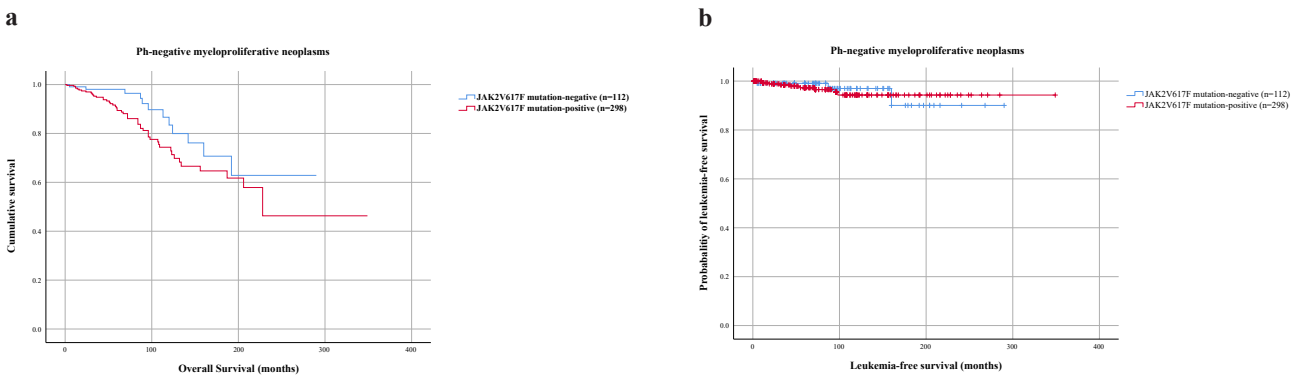 a
Ph-negative myeloproliferative neoplasms
1.0
0.8
0.6
0.4
0.2
0.0
Cumulative survival
0 100 200 300 400
Overall Survival (months)
JAK2V617F mutation-negative (n=112)
JAK2V617F mutation-positive (n=298)
b
Ph-negative myeloproliferative neoplasms
1.0
0.8
0.6
0.4
0.2
0.0
Probabalitiy of leukemia-free survival
0 100 200 300 400
Leukemia-free survival (months)
JAK2V617F mutation-negative (n=112)
JAK2V617F mutation-positive (n=298)